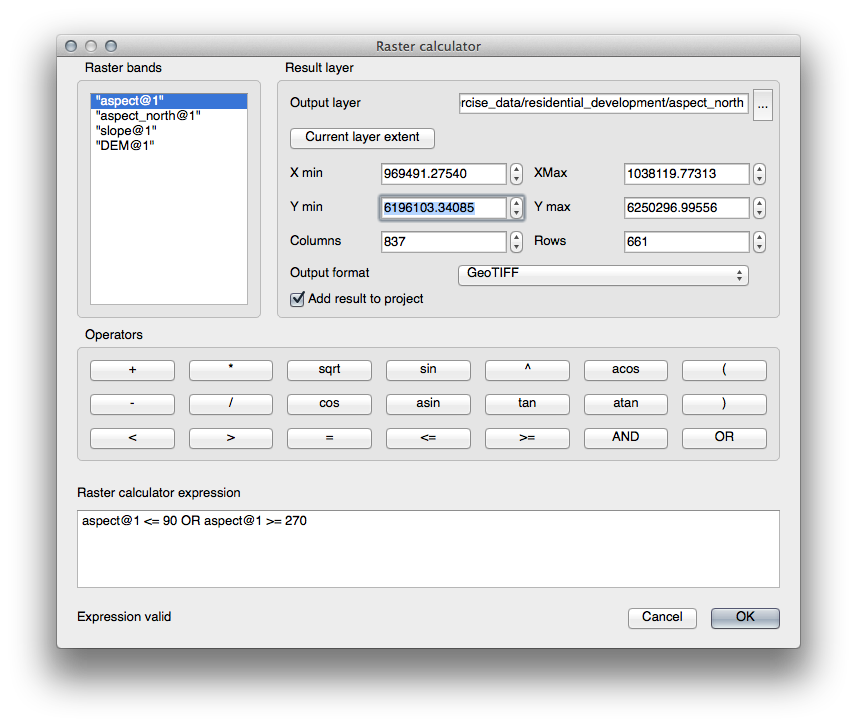 Raster calculator
Raster bands
"aspect@1"
"aspect_north@1"
"slope@1"
"DEM@1"
Result layer
Output layer rcise_data/residential_development/aspect_north ...
Current layer extent
X min 969491.27540 XMax 1038119.77313
Y min 6196103.34085 Y max 6250296.99556
Columns 837 Rows 661
Output format GeoTIFF
Add result to project
Operators
+ * sqrt sin ^ acos (
- / cos asin tan atan )
< > = <= >= AND OR
Raster calculator expression
aspect@1 <= 90 OR aspect@1 >= 270
Expression valid Cancel OK